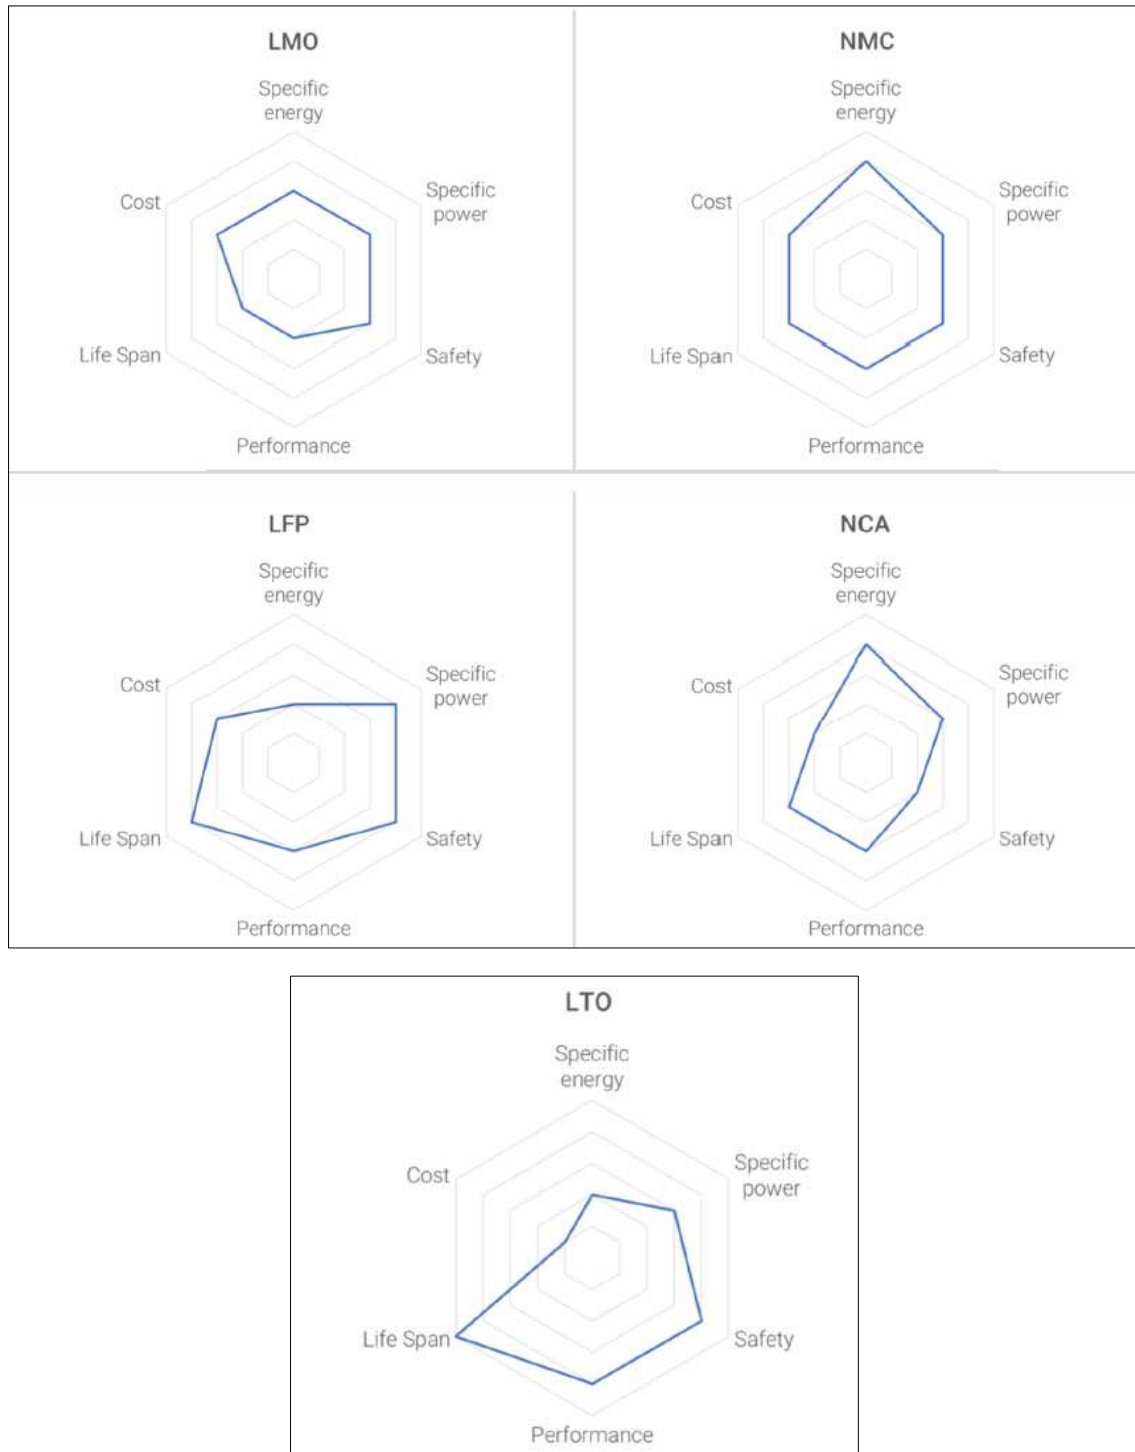 LMO
Specific
energy
Cost
Specific
power
Life Span
Safety
Performance
NMC
Specific
energy
Cost
Specific
power
Life Span
Safety
Performance
LFP
Specific
energy
Cost
Specific
power
Life Span
Safety
Performance
NCA
Specific
energy
Cost
Specific
power
Life Span
Safety
Performance
LTO
Specific
energy
Cost
Specific
power
Life Span
Safety
Performance